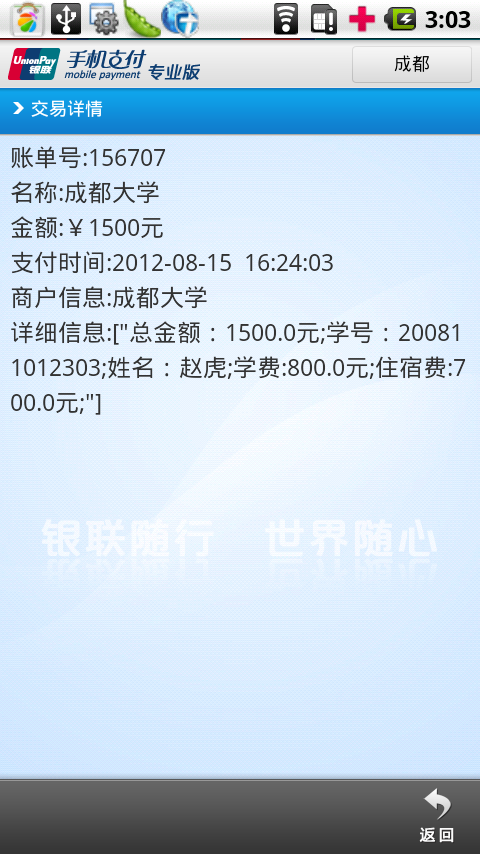 3:03
UnionPay
银联
手机支付
mobile payment 专业版
成都
交易详情
账单号:156707
名称:成都大学
金额:￥1500元
支付时间:2012-08-15 16:24:03
商户信息:成都大学
详细信息:["总金额：1500.0元;学号：20081
1012303;姓名：赵虎;学费:800.0元;住宿费:7
00.0元;"]
银联随行 世界随心
返回